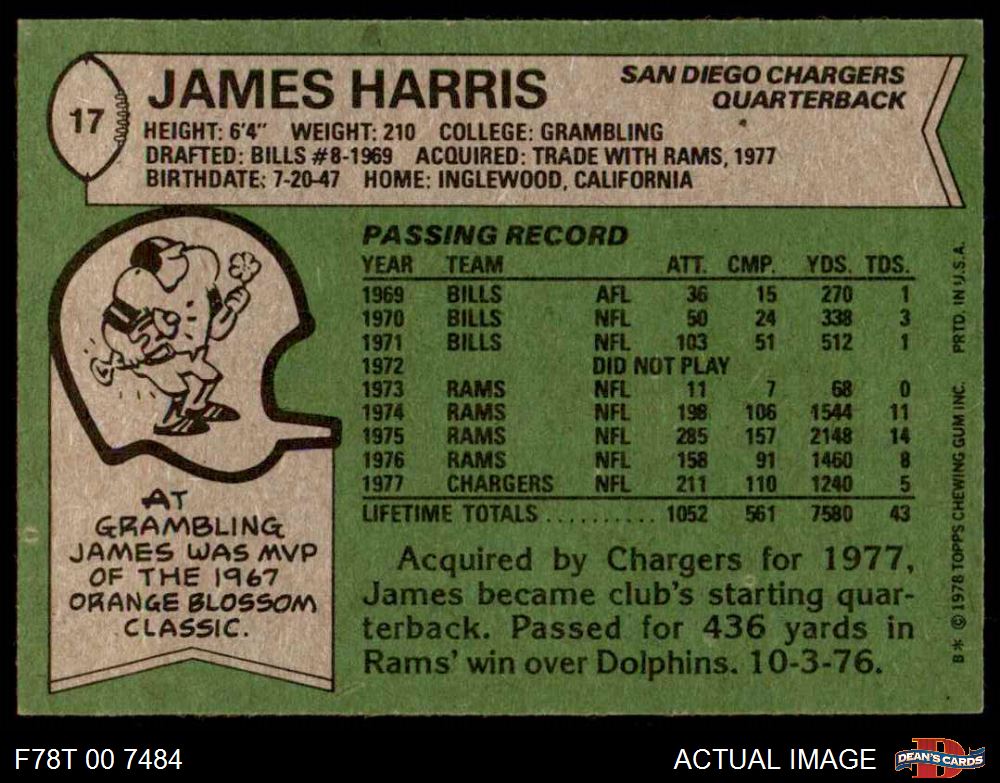 17
JAMES HARRIS
SAN DIEGO CHARGERS
QUARTERBACK
HEIGHT: 6'4" WEIGHT: 210 COLLEGE: GRAMBLING
DRAFTED: BILLS #8-1969 ACQUIRED: TRADE WITH RAMS, 1977
BIRTHDATE: 7-20-47 HOME: INGLEWOOD, CALIFORNIA
PASSING RECORD
YEAR TEAM ATT. CMP. YDS. TDS.
1969 BILLS AFL 36 15 270 1
1970 BILLS NFL 50 24 338 3
1971 BILLS NFL 103 51 512 1
1972 DID NOT PLAY
1973 RAMS NFL 11 7 68 0
1974 RAMS NFL 198 106 1544 11
1975 RAMS NFL 285 157 2148 14
1976 RAMS NFL 158 91 1460 8
1977 CHARGERS NFL 211 110 1240 5
LIFETIME TOTALS .......... 1052 561 7580 43
AT
GRAMBLING
JAMES WAS MVP
OF THE 1967
ORANGE BLOSSOM
CLASSIC.
Acquired by Chargers for 1977,
James became club's starting quar-
terback. Passed for 436 yards in
Rams' win over Dolphins. 10-3-76.
B* © 1978 TOPPS CHEWING GUM INC. PRTD. IN U.S.A.
F78T 00 7484
ACTUAL IMAGE
D
DEAN'S CARDS